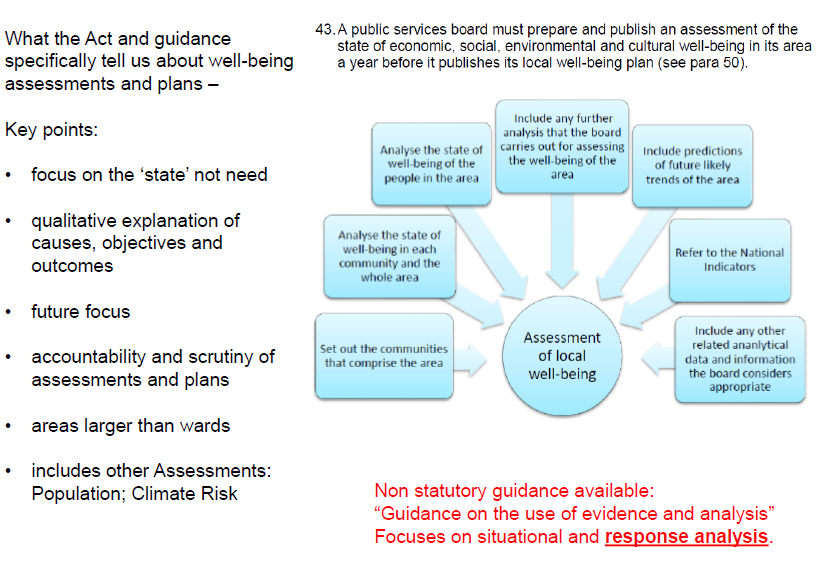 What the Act and guidance
specifically tell us about well-being
assessments and plans –
Key points:
• focus on the ‘state’ not need
• qualitative explanation of
causes, objectives and
outcomes
• future focus
• accountability and scrutiny of
assessments and plans
• areas larger than wards
• includes other Assessments:
Population; Climate Risk
43. A public services board must prepare and publish an assessment of the
state of economic, social, environmental and cultural well-being in its area
a year before it publishes its local well-being plan (see para 50).
Set out the communities
that comprise the area
Analyse the state of
well-being in each
community and the
whole area
Analyse the state of
well-being of the
people in the area
Include any further
analysis that the board
carries out for assessing
the well-being of the
area
Include predictions
of future likely
trends of the area
Refer to the National
Indicators
Include any other
related ananlytical
data and information
the board considers
appropriate
Assessment
of local
well-being
Non statutory guidance available:
“Guidance on the use of evidence and analysis”
Focuses on situational and response analysis.